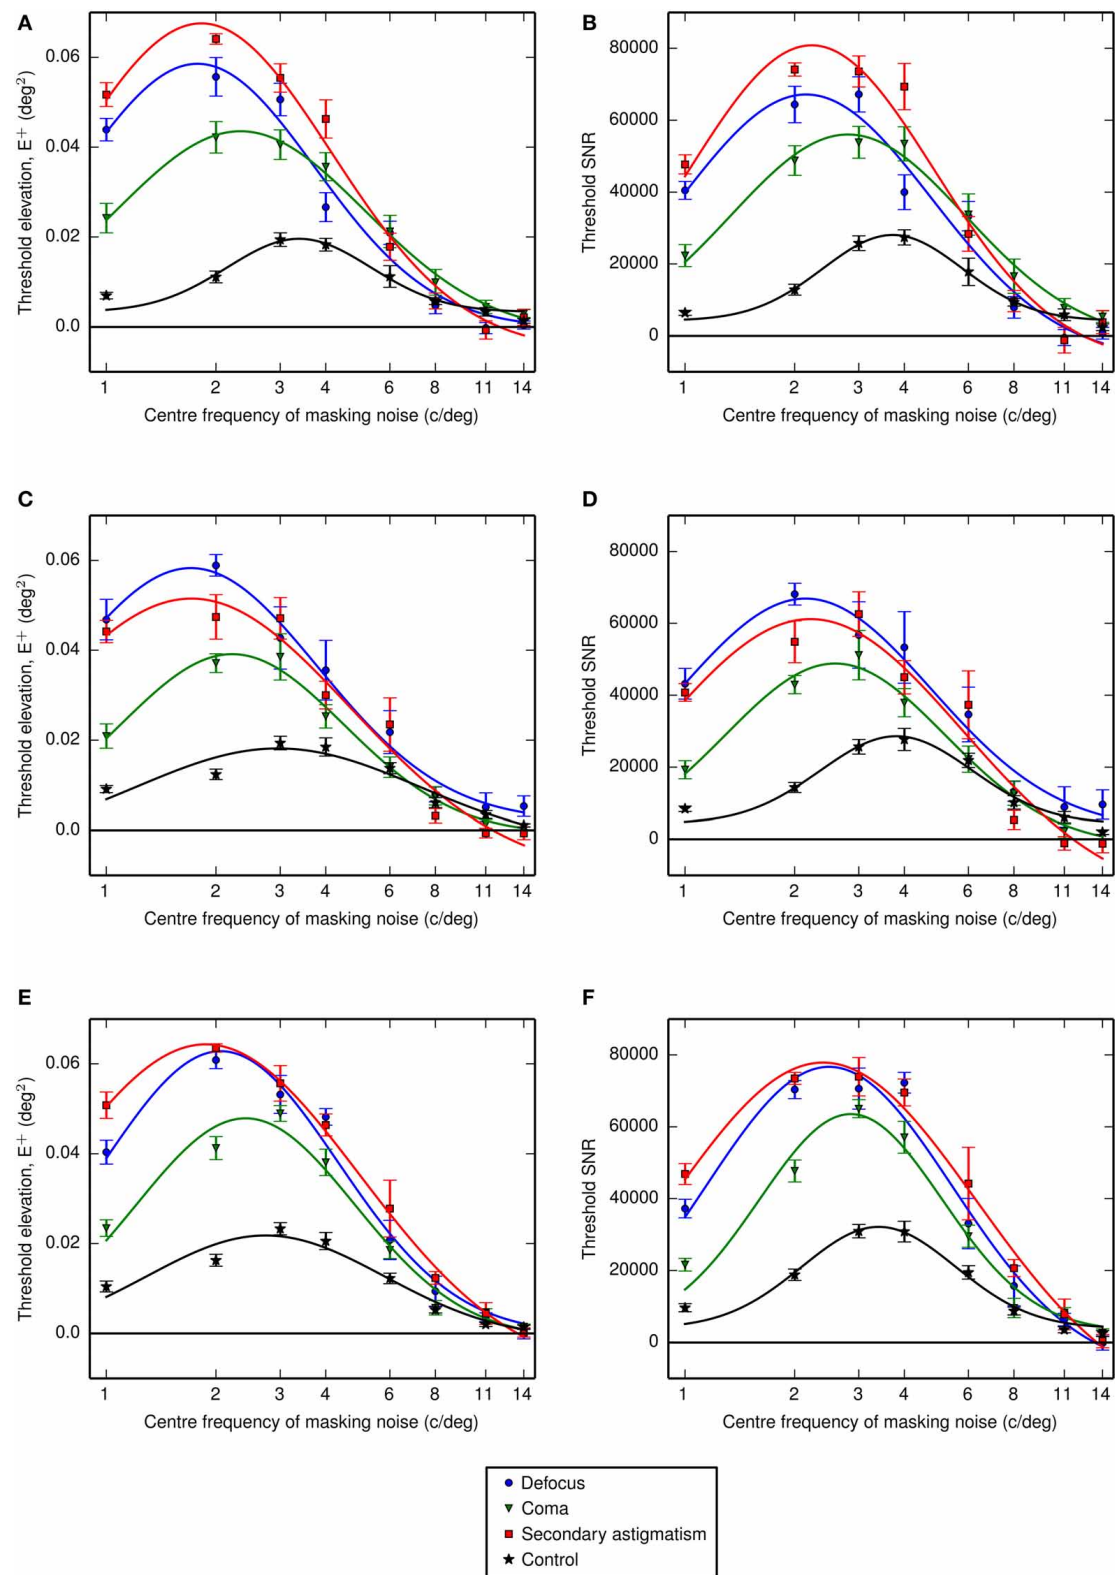 A
B
0.06
0.04
0.02
0.0
Threshold elevation, E+ (deg2)
1 2 3 4 6 8 11 14
Centre frequency of masking noise (c/deg)
80000
60000
40000
20000
0
Threshold SNR
1 2 3 4 6 8 11 14
Centre frequency of masking noise (c/deg)
C
D
0.06
0.04
0.02
0.0
Threshold elevation, E+ (deg2)
1 2 3 4 6 8 11 14
Centre frequency of masking noise (c/deg)
80000
60000
40000
20000
0
Threshold SNR
1 2 3 4 6 8 11 14
Centre frequency of masking noise (c/deg)
E
F
0.06
0.04
0.02
0.0
Threshold elevation, E+ (deg2)
1 2 3 4 6 8 11 14
Centre frequency of masking noise (c/deg)
80000
60000
40000
20000
0
Threshold SNR
1 2 3 4 6 8 11 14
Centre frequency of masking noise (c/deg)
Defocus
Coma
Secondary astigmatism
Control